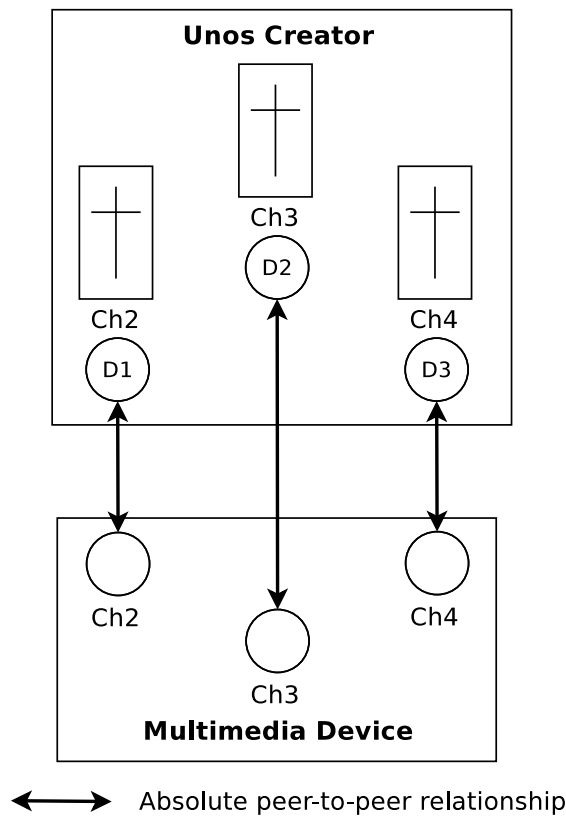 Unos Creator
Ch3
D2
Ch2
Ch4
D1
D3
Ch2
Ch4
Ch3
Multimedia Device
Absolute peer-to-peer relationship